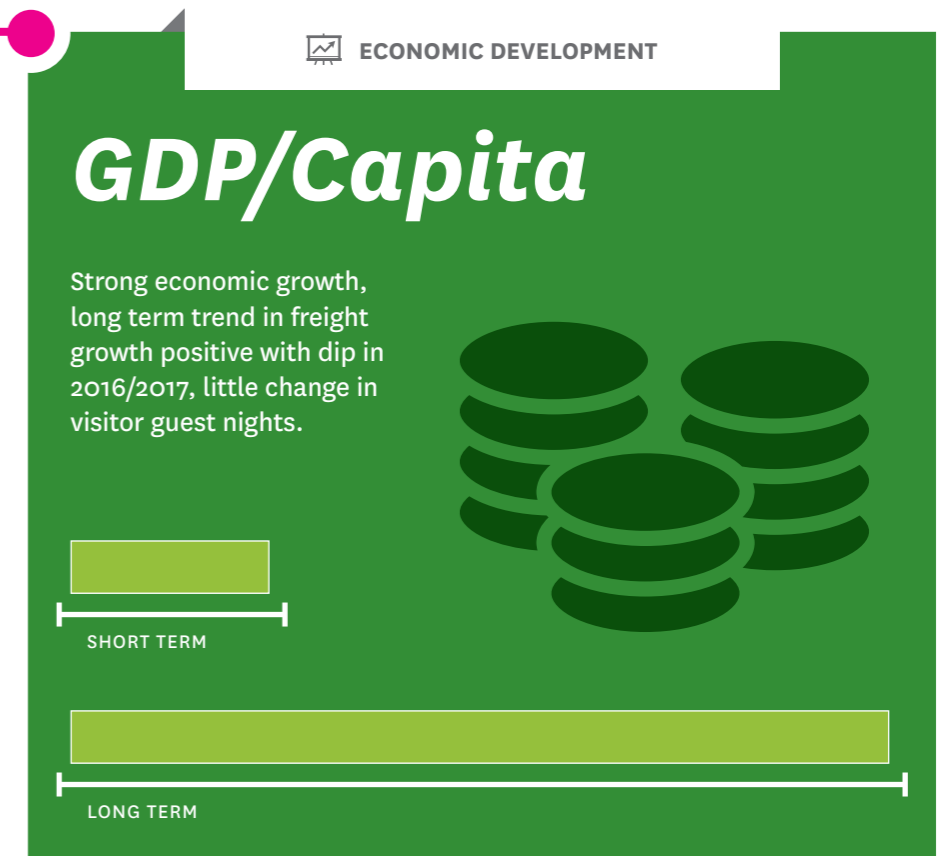 ECONOMIC DEVELOPMENT
GDP/Capita
Strong economic growth,
long term trend in freight
growth positive with dip in
2016/2017, little change in
visitor guest nights.
SHORT TERM
LONG TERM